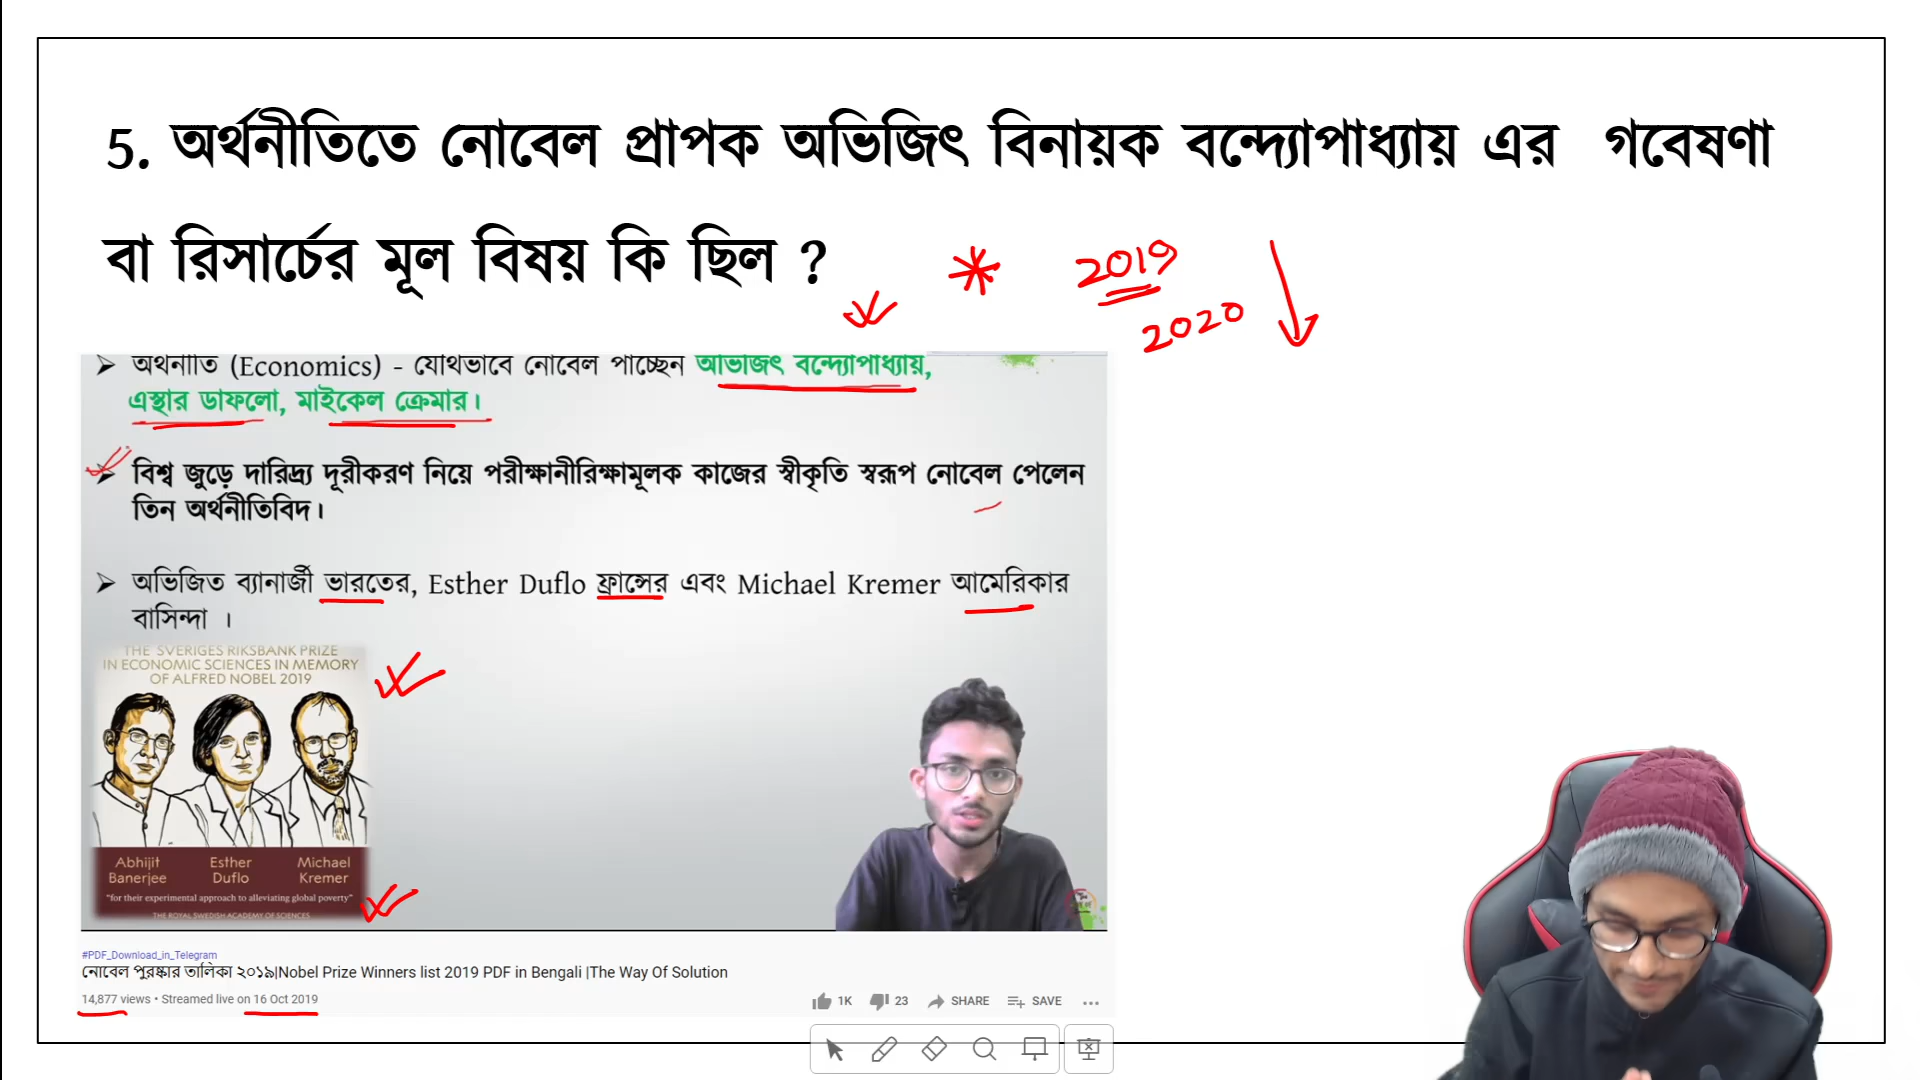 5. অর্থনীতিতে নোবেল প্রাপক অভিজিৎ বিনায়ক বন্দ্যোপাধ্যায় এর গবেষণা
বা রিসার্চের মূল বিষয় কি ছিল ?
2019
2020
➢ অর্থনীতি (Economics) - যৌথভাবে নোবেল পাচ্ছেন অভিজিৎ বন্দ্যোপাধ্যায়,
এস্থার ডাফলো, মাইকেল ক্রেমার।
➢ বিশ্ব জুড়ে দারিদ্র্য দূরীকরণ নিয়ে পরীক্ষানীরিক্ষামূলক কাজের স্বীকৃতি স্বরূপ নোবেল পেলেন
তিন অর্থনীতিবিদ।
➢ অভিজিত ব্যানার্জী ভারতের, Esther Duflo ফ্রান্সের এবং Michael Kremer আমেরিকার
বাসিন্দা ।
THE SVERIGES RIKSBANK PRIZE
IN ECONOMIC SCIENCES IN MEMORY
OF ALFRED NOBEL 2019
Abhijit Banerjee
Esther Duflo
Michael Kremer
"for their experimental approach to alleviating global poverty"
THE ROYAL SWEDISH ACADEMY OF SCIENCES
#PDF_Download_in_Telegram
নোবেল পুরষ্কার তালিকা ২০১৯|Nobel Prize Winners list 2019 PDF in Bengali |The Way Of Solution
14,877 views • Streamed live on 16 Oct 2019
1K 23 SHARE SAVE ...